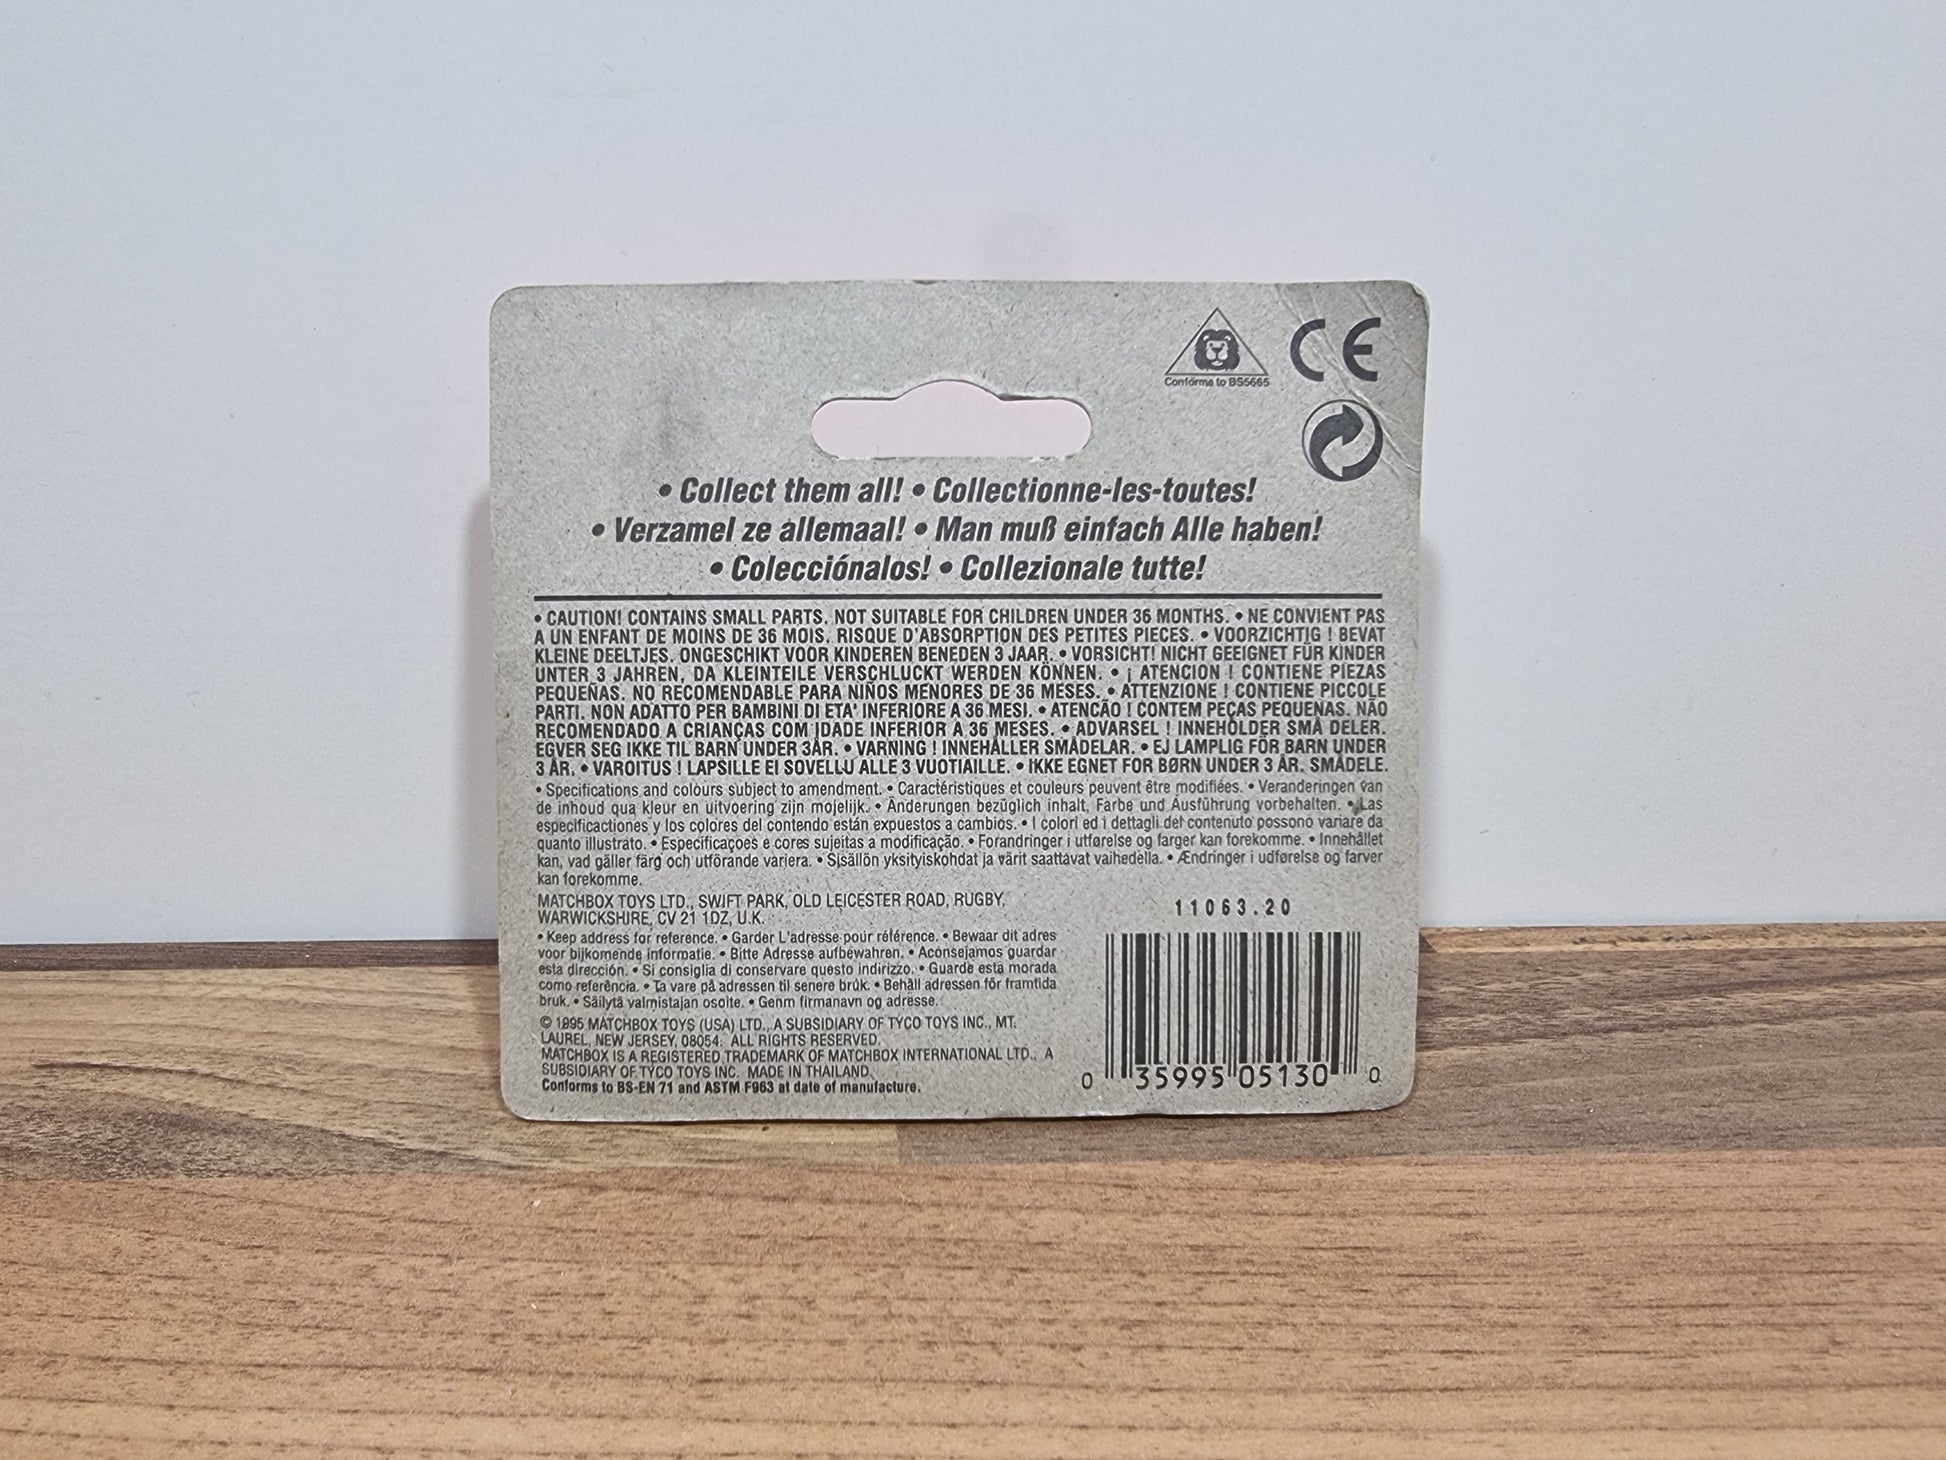 Conforms to BS5665
CE
• Collect them all! • Collectionne-les-toutes!
• Verzamel ze allemaal! • Man muß einfach Alle haben!
• Colecciónalos! • Collezionale tutte!
• CAUTION! CONTAINS SMALL PARTS. NOT SUITABLE FOR CHILDREN UNDER 36 MONTHS. • NE CONVIENT PAS
A UN ENFANT DE MOINS DE 36 MOIS. RISQUE D'ABSORPTION DES PETITES PIECES. • VOORZICHTIG ! BEVAT
KLEINE DEELTJES. ONGESCHIKT VOOR KINDEREN BENEDEN 3 JAAR. • VORSICHT! NICHT GEEIGNET FÜR KINDER
UNTER 3 JAHREN, DA KLEINTEILE VERSCHLUCKT WERDEN KÖNNEN. • ¡ ATENCION ! CONTIENE PIEZAS
PEQUEÑAS. NO RECOMENDABLE PARA NIÑOS MENORES DE 36 MESES. • ATTENZIONE ! CONTIENE PICCOLE
PARTI. NON ADATTO PER BAMBINI DI ETA' INFERIORE A 36 MESI. • ATENCÃO ! CONTEM PEÇAS PEQUENAS. NÃO
RECOMENDADO A CRIANÇAS COM IDADE INFERIOR A 36 MESES. • ADVARSEL ! INNEHOLDER SMÅ DELER.
EGVER SEG IKKE TIL BARN UNDER 3ÅR. • VARNING ! INNEHÅLLER SMÅDELAR. • EJ LAMPLIG FÖR BARN UNDER
3 ÅR. • VAROITUS ! LAPSILLE EI SOVELLU ALLE 3 VUOTIAILLE. • IKKE EGNET FOR BØRN UNDER 3 ÅR. SMÅDELE.
• Specifications and colours subject to amendment. • Caractéristiques et couleurs peuvent être modifiées. • Veranderingen van
de inhoud qua kleur en uitvoering zijn mojelijk. • Änderungen bezüglich inhalt, Farbe und Ausführung vorbehalten. • Las
especificactiones y los colores del contendo están expuestos a cambios. • I colori ed i dettagli del contenuto possono variare da
quanto illustrato. • Especificaçoes e cores sujeitas a modificação. • Forandringer i utførelse og farger kan forekomme. • Innehållet
kan, vad gäller färg och utförande variera. • Sisällön yksityiskohdat ja värit saattavat vaihedella. • Ændringer i udførelse og farver
kan forekomme.
MATCHBOX TOYS LTD., SWIFT PARK, OLD LEICESTER ROAD, RUGBY,
WARWICKSHIRE, CV 21 1DZ, U.K.
11063.20
• Keep address for reference. • Garder L'adresse pour référence. • Bewaar dit adres
voor bijkomende informatie. • Bitte Adresse aufbewahren. • Aconsejamos guardar
esta dirección. • Si consiglia di conservare questo indirizzo. • Guarde esta morada
como referência. • Ta vare på adressen til senere brúk. • Behåll adressen för framtida
bruk. • Säilytä valmistajan osoite. • Genm firmanavn og adresse.
© 1995 MATCHBOX TOYS (USA) LTD., A SUBSIDIARY OF TYCO TOYS INC., MT.
LAUREL, NEW JERSEY, 08054. ALL RIGHTS RESERVED.
MATCHBOX IS A REGISTERED TRADEMARK OF MATCHBOX INTERNATIONAL LTD., A
SUBSIDIARY OF TYCO TOYS INC. MADE IN THAILAND.
Conforms to BS-EN 71 and ASTM F963 at date of manufacture.
0 35995 05130 0